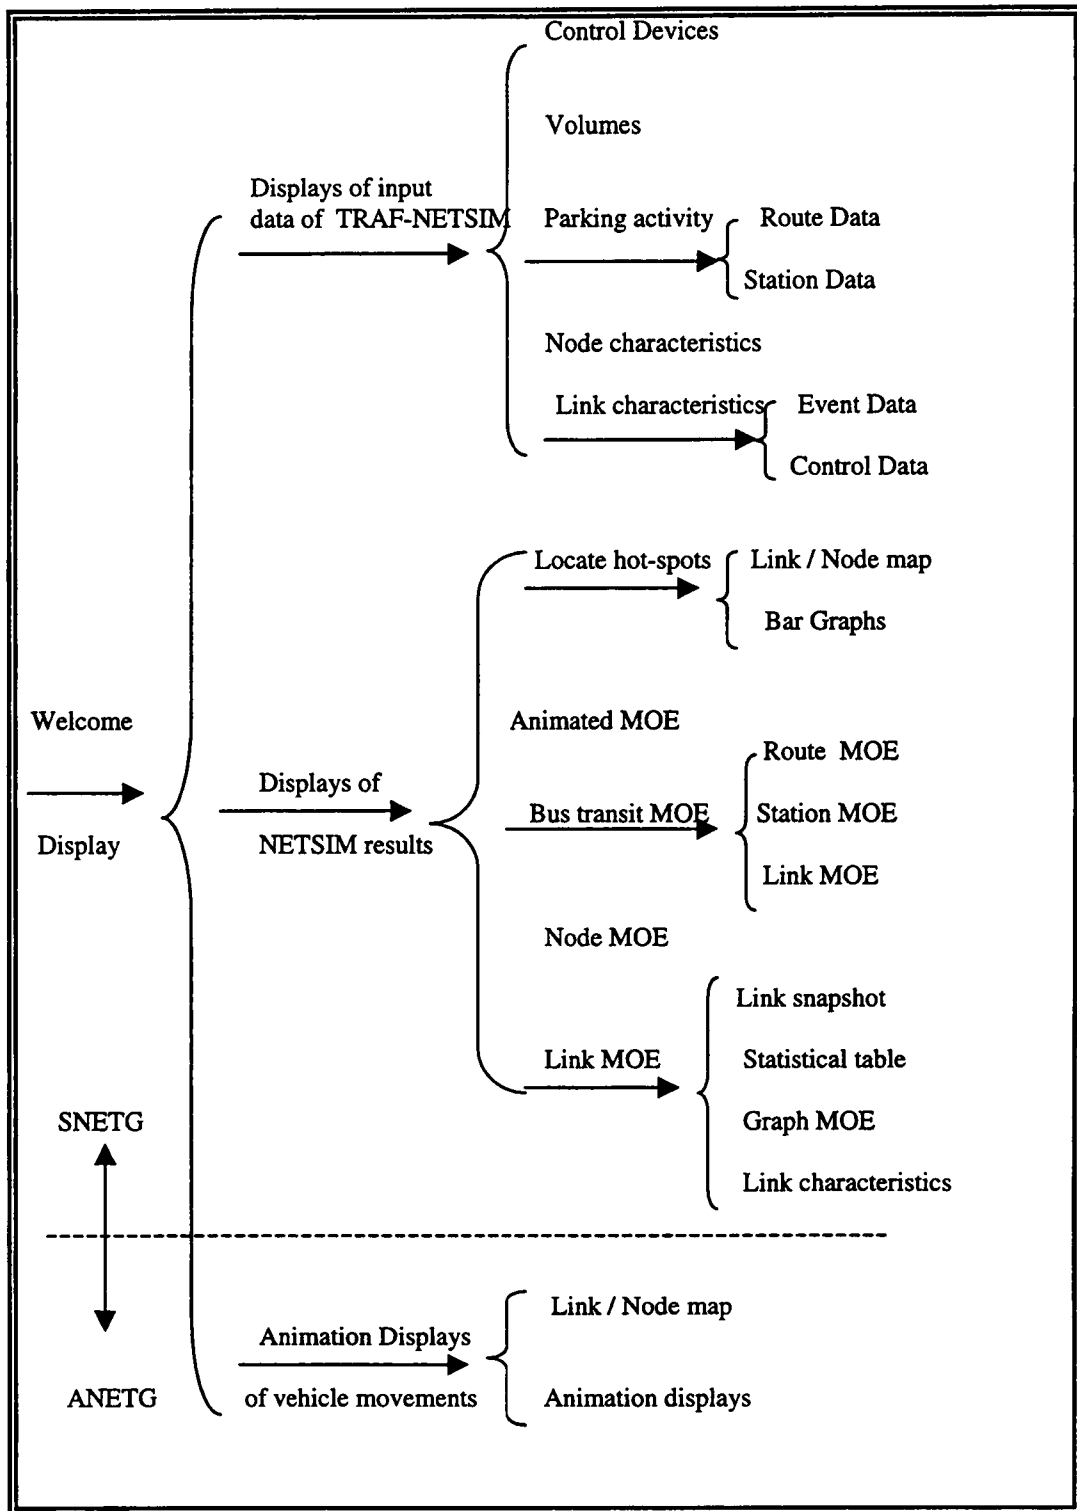 Control Devices
Volumes
Displays of input
data of TRAF-NETSIM
Parking activity
Route Data
Station Data
Node characteristics
Link characteristics
Event Data
Control Data
Locate hot-spots
Link / Node map
Bar Graphs
Welcome
Display
Displays of
NETSIM results
Animated MOE
Bus transit MOE
Route MOE
Station MOE
Link MOE
Node MOE
Link MOE
Link snapshot
Statistical table
Graph MOE
Link characteristics
SNETG
ANETG
Animation Displays
of vehicle movements
Link / Node map
Animation displays